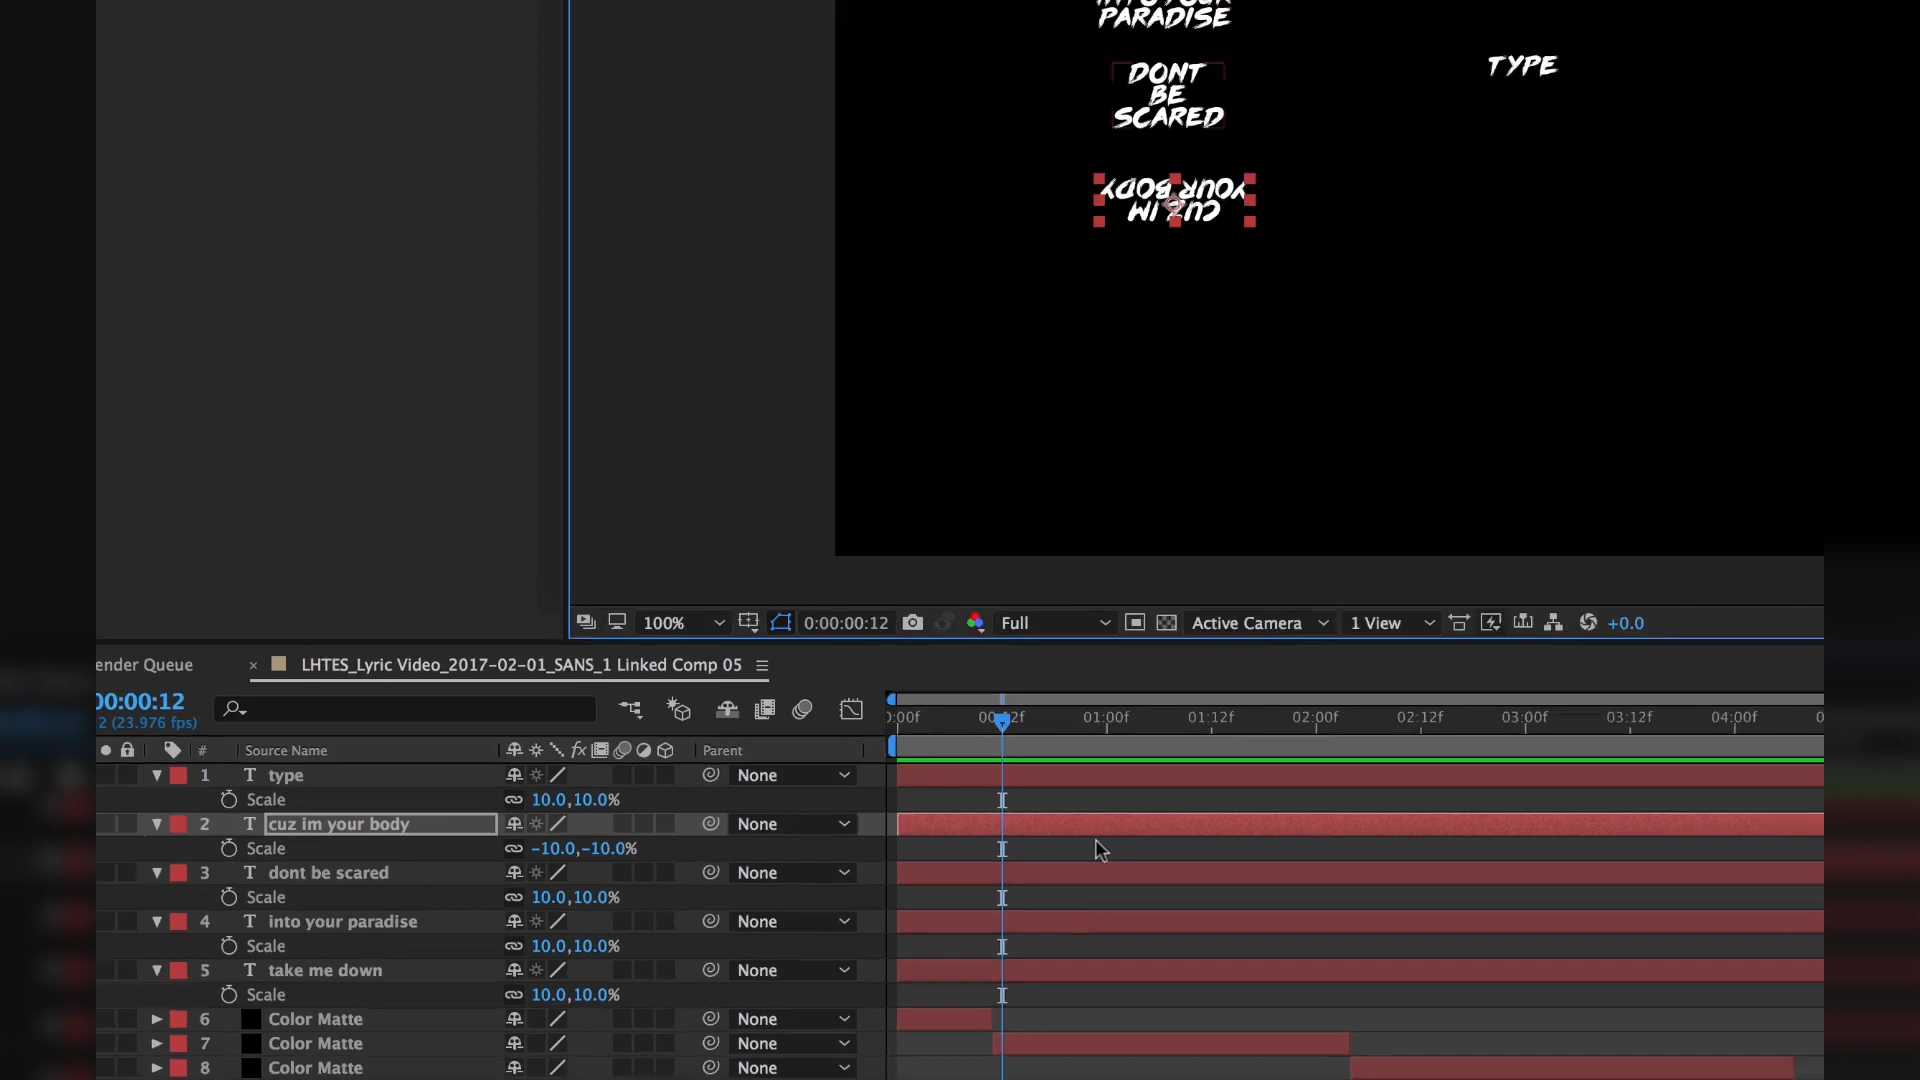 PARADISE
DONT
BE
SCARED
TYPE
YOUR BODY
CUZ IM
100%
0:00:00:12
Full
Active Camera
1 View
+0.0
ender Queue
× LHTES_Lyric Video_2017-02-01_SANS_1 Linked Comp 05
00:00:12
2 (23.976 fps)
:00f 00:12f 01:00f 01:12f 02:00f 02:12f 03:00f 03:12f 04:00f 0
# Source Name fx Parent
1 T type None
Scale 10.0,10.0%
2 T cuz im your body None
Scale -10.0,-10.0%
3 T dont be scared None
Scale 10.0,10.0%
4 T into your paradise None
Scale 10.0,10.0%
5 T take me down None
Scale 10.0,10.0%
6 Color Matte None
7 Color Matte None
8 Color Matte None